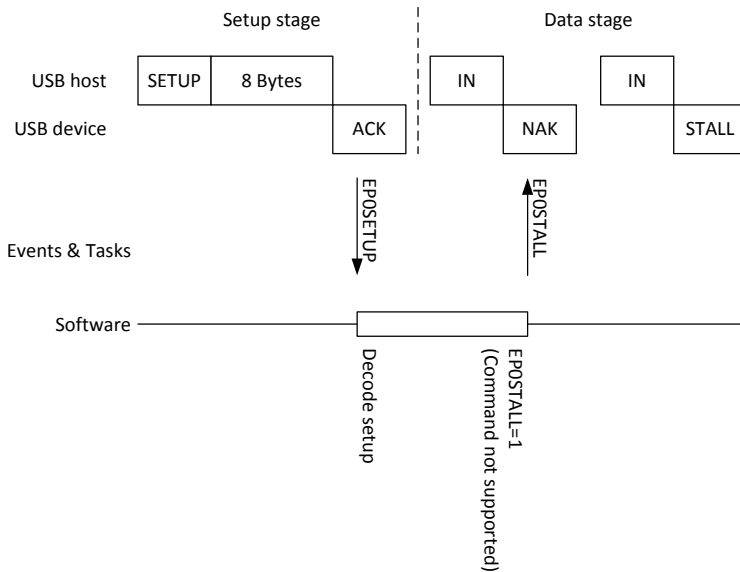 Setup stage
Data stage
USB host
SETUP
8 Bytes
IN
IN
USB device
ACK
NAK
STALL
EP0SETUP
EP0STALL
Events & Tasks
Software
Decode setup
EP0STALL=1
(Command not supported)